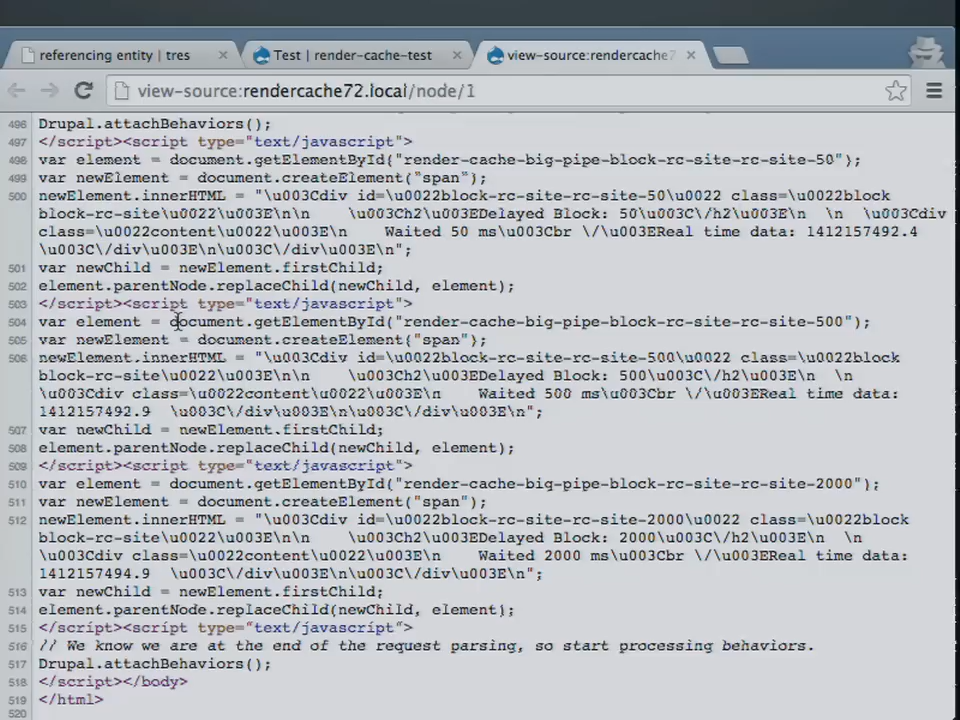 referencing entity | tres
Test | render-cache-test
view-source:rendercache7
view-source:rendercache72.local/node/1
496 Drupal.attachBehaviors();
497 </script><script type="text/javascript">
498 var element = document.getElementById("render-cache-big-pipe-block-rc-site-rc-site-50");
499 var newElement = document.createElement("span");
500 newElement.innerHTML = "\u003Cdiv id=\u0022block-rc-site-rc-site-50\u0022 class=\u0022block
block-rc-site\u0022\u003E\n\n    \u003Ch2\u003EDelayed Block: 50\u003C\/h2\u003E\n  \n  \u003Cdiv
class=\u0022content\u0022\u003E\n    Waited 50 ms\u003Cbr \/\u003EReal time data: 1412157492.4
\u003C\/div\u003E\n\u003C\/div\u003E\n";
501 var newChild = newElement.firstChild;
502 element.parentNode.replaceChild(newChild, element);
503 </script><script type="text/javascript">
504 var element = document.getElementById("render-cache-big-pipe-block-rc-site-rc-site-500");
505 var newElement = document.createElement("span");
506 newElement.innerHTML = "\u003Cdiv id=\u0022block-rc-site-rc-site-500\u0022 class=\u0022block
block-rc-site\u0022\u003E\n\n    \u003Ch2\u003EDelayed Block: 500\u003C\/h2\u003E\n  \n
\u003Cdiv class=\u0022content\u0022\u003E\n    Waited 500 ms\u003Cbr \/\u003EReal time data:
1412157492.9  \u003C\/div\u003E\n\u003C\/div\u003E\n";
507 var newChild = newElement.firstChild;
508 element.parentNode.replaceChild(newChild, element);
509 </script><script type="text/javascript">
510 var element = document.getElementById("render-cache-big-pipe-block-rc-site-rc-site-2000");
511 var newElement = document.createElement("span");
512 newElement.innerHTML = "\u003Cdiv id=\u0022block-rc-site-rc-site-2000\u0022 class=\u0022block
block-rc-site\u0022\u003E\n\n    \u003Ch2\u003EDelayed Block: 2000\u003C\/h2\u003E\n  \n
\u003Cdiv class=\u0022content\u0022\u003E\n    Waited 2000 ms\u003Cbr \/\u003EReal time data:
1412157494.9  \u003C\/div\u003E\n\u003C\/div\u003E\n";
513 var newChild = newElement.firstChild;
514 element.parentNode.replaceChild(newChild, element);
515 </script><script type="text/javascript">
516 // We know we are at the end of the request parsing, so start processing behaviors.
517 Drupal.attachBehaviors();
518 </script></body>
519 </html>
520